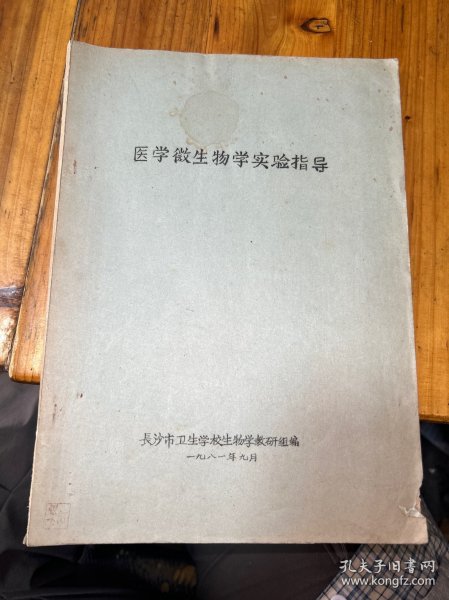 医学微生物学实验指导
長沙市卫生学校生物学教研组编
一九八一年九月
孔夫子旧书网
www.kongfz.com